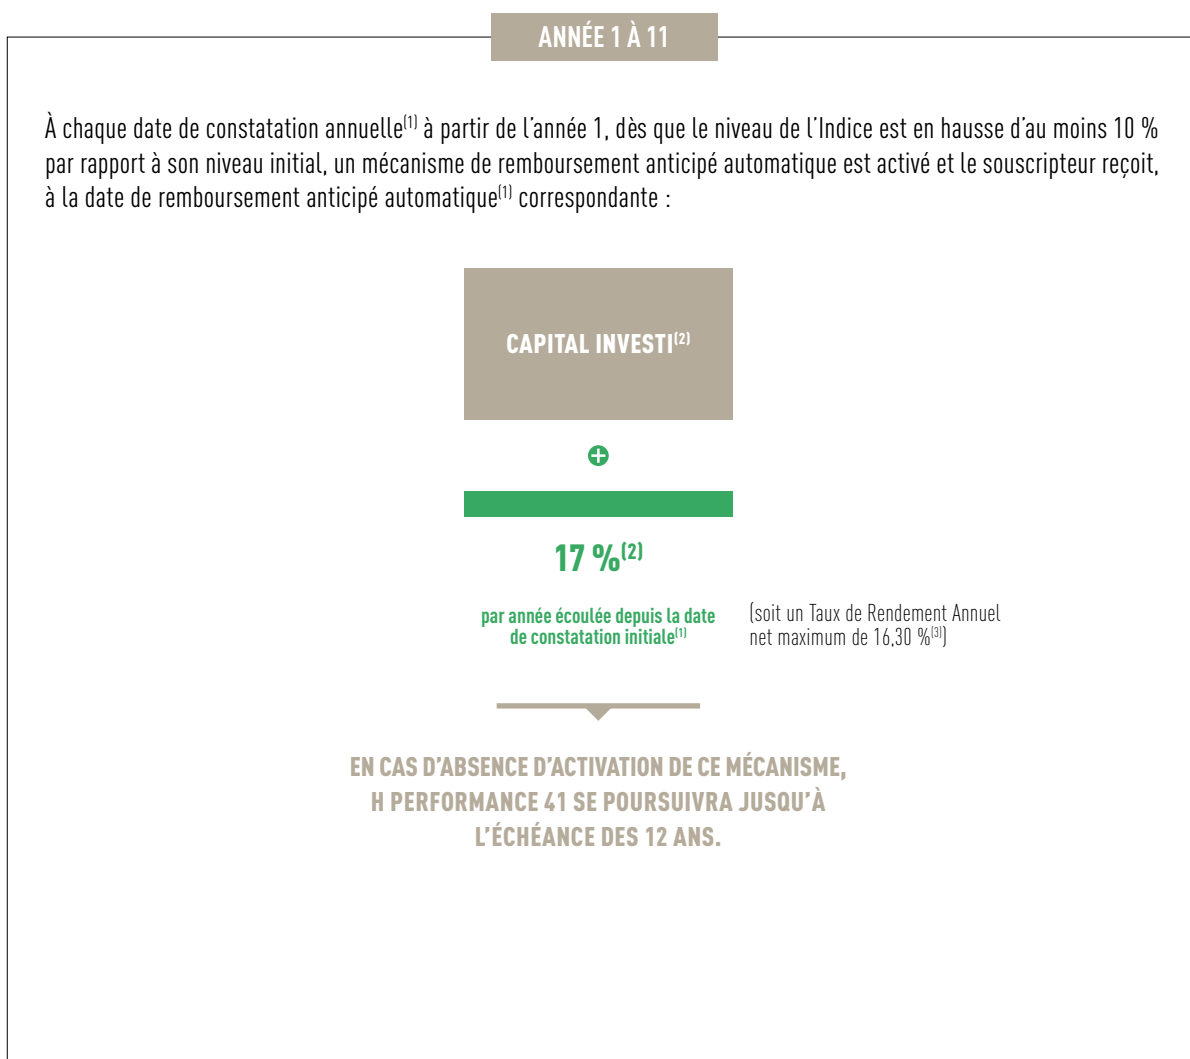 ANNÉE 1 À 11
À chaque date de constatation annuelle(1) à partir de l’année 1, dès que le niveau de l’Indice est en hausse d’au moins 10 %
par rapport à son niveau initial, un mécanisme de remboursement anticipé automatique est activé et le souscripteur reçoit,
à la date de remboursement anticipé automatique(1) correspondante :
CAPITAL INVESTI(2)
17 %(2)
par année écoulée depuis la date
de constatation initiale(1)
(soit un Taux de Rendement Annuel
net maximum de 16,30 %(3))
EN CAS D’ABSENCE D’ACTIVATION DE CE MÉCANISME,
H PERFORMANCE 41 SE POURSUIVRA JUSQU’À
L’ÉCHÉANCE DES 12 ANS.